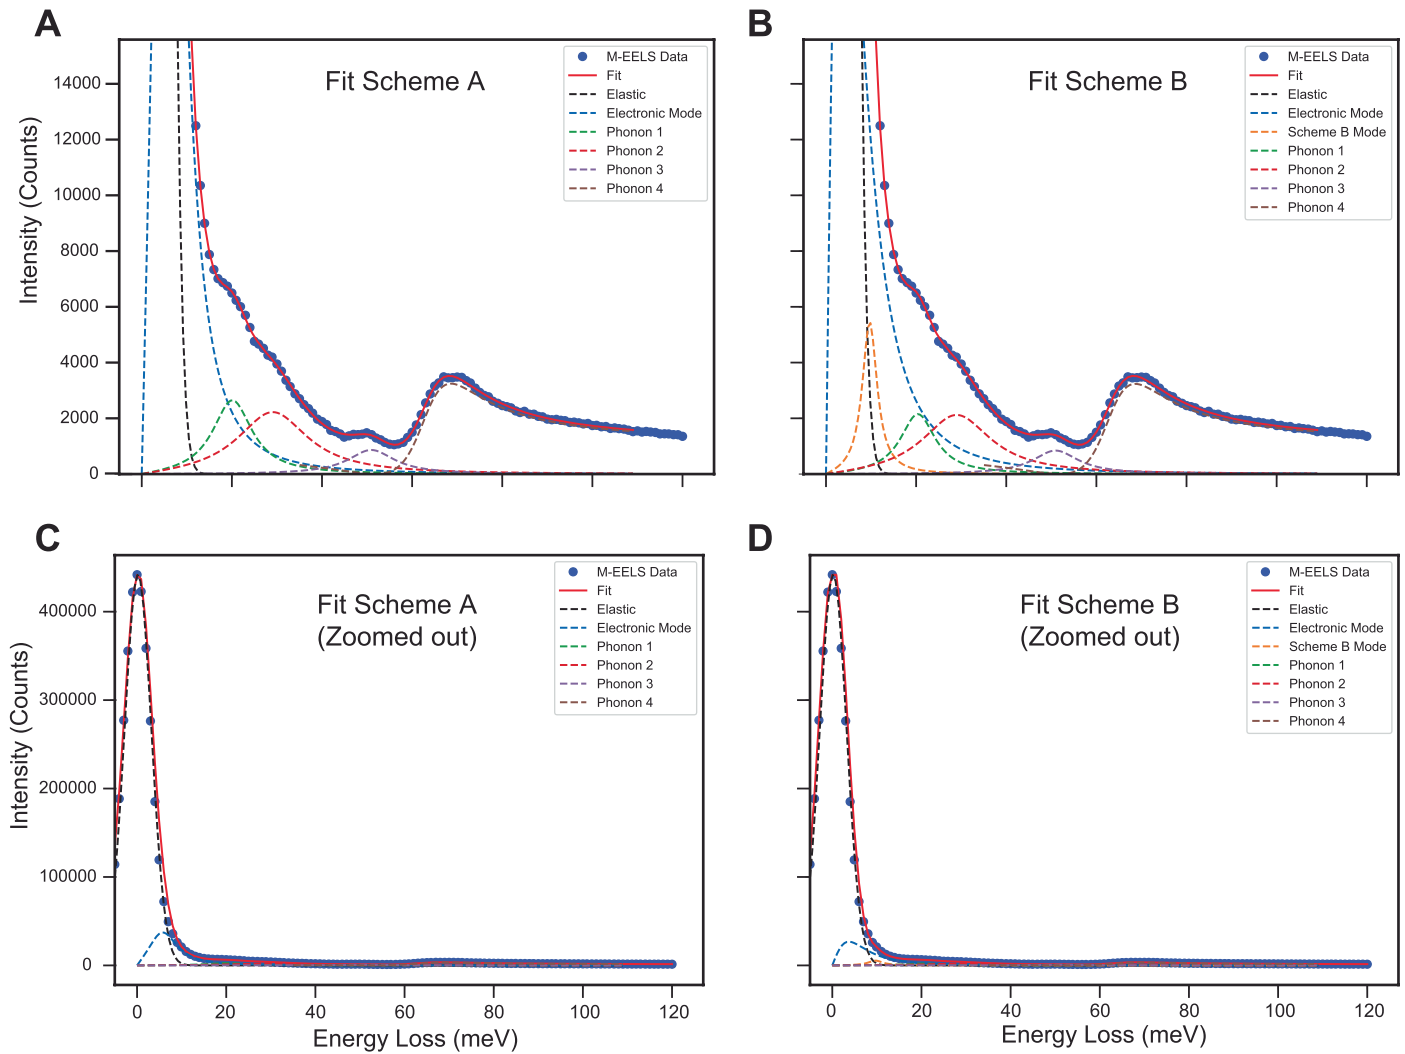 A
Fit Scheme A
M-EELS Data
Fit
Elastic
Electronic Mode
Phonon 1
Phonon 2
Phonon 3
Phonon 4
14000
12000
10000
8000
6000
4000
2000
0
Intensity (Counts)
B
Fit Scheme B
M-EELS Data
Fit
Elastic
Electronic Mode
Scheme B Mode
Phonon 1
Phonon 2
Phonon 3
Phonon 4
C
Fit Scheme A
(Zoomed out)
M-EELS Data
Fit
Elastic
Electronic Mode
Phonon 1
Phonon 2
Phonon 3
Phonon 4
400000
300000
200000
100000
0
Intensity (Counts)
0 20 40 60 80 100 120
Energy Loss (meV)
D
Fit Scheme B
(Zoomed out)
M-EELS Data
Fit
Elastic
Electronic Mode
Scheme B Mode
Phonon 1
Phonon 2
Phonon 3
Phonon 4
0 20 40 60 80 100 120
Energy Loss (meV)